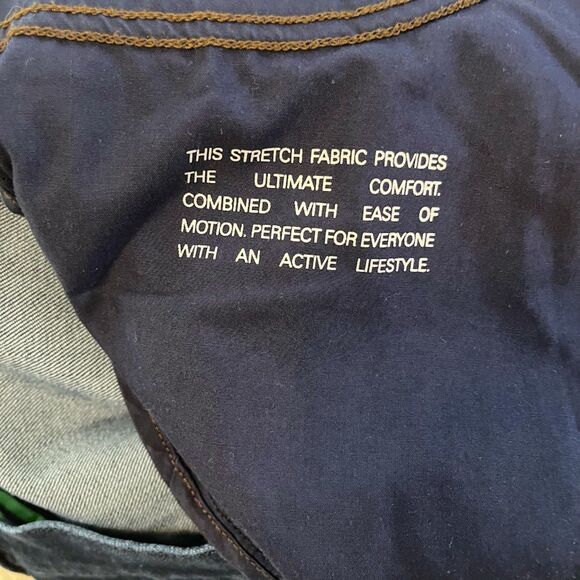 THIS STRETCH FABRIC PROVIDES
THE ULTIMATE COMFORT.
COMBINED WITH EASE OF
MOTION. PERFECT FOR EVERYONE
WITH AN ACTIVE LIFESTYLE.